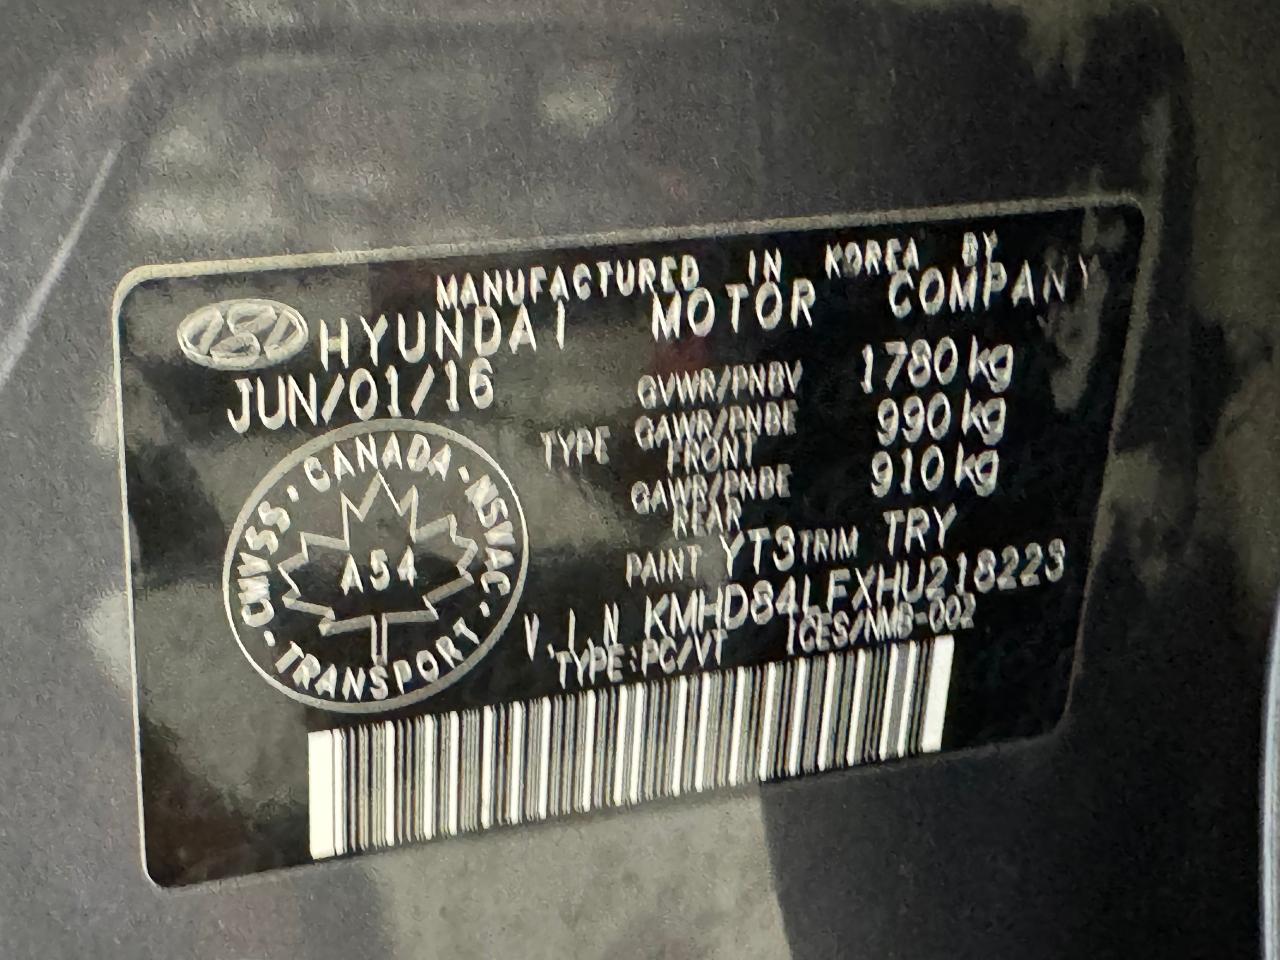 MANUFACTURED IN KOREA BY
HYUNDAI MOTOR COMPANY
JUN/01/16
GVWR/PNBV 1780 kg
TYPE GAWR/PNBE FRONT 990 kg
GAWR/PNBE REAR 910 kg
PAINT YT3 TRIM TRY
V.I.N KMHD84LFXHU218223
TYPE:PC/VT ICES/NMB-002
CANADA · NSVAC · TRANSPORT · CMVSS ·
A54